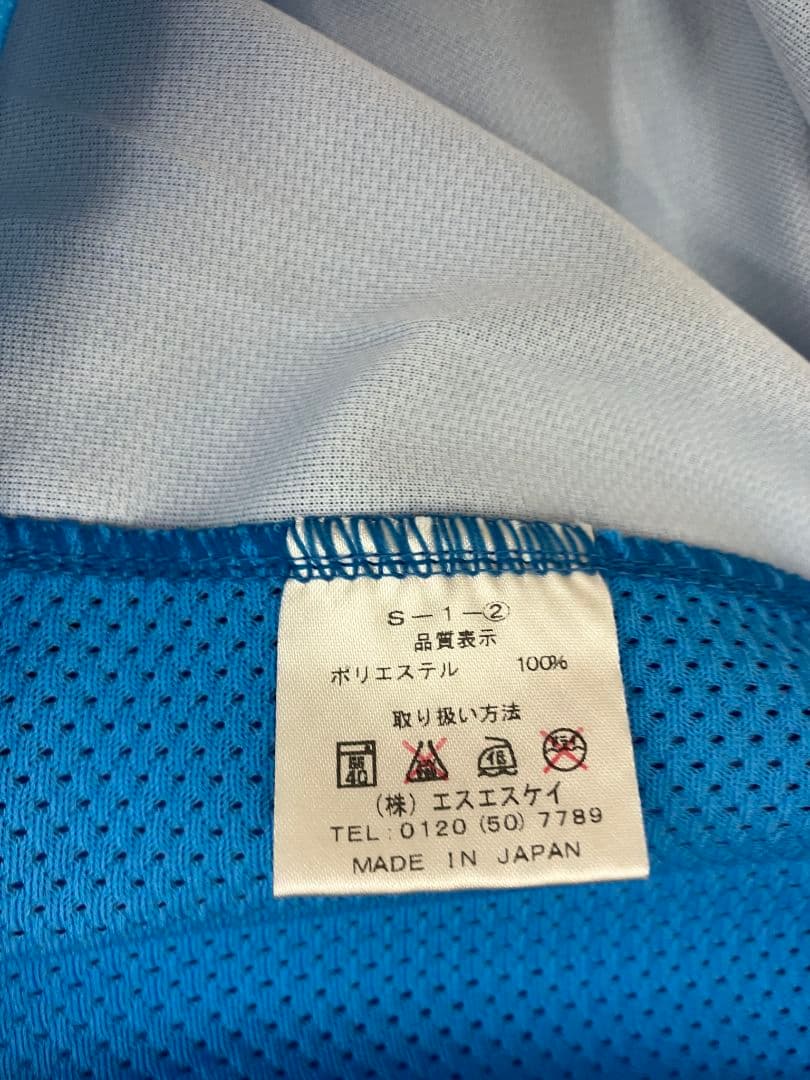 S－1－②
品質表示
ポリエステル 100%
取り扱い方法
40
(株) エスエスケイ
TEL:0120(50)7789
MADE IN JAPAN